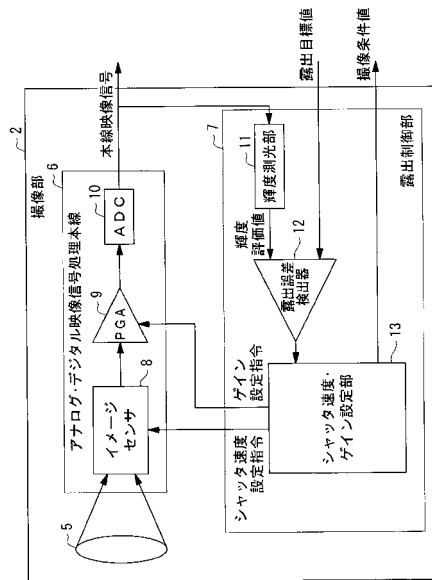 2
撮像部
6
アナログ・デジタル映像信号処理本線
本線映像信号
5
イメージ
センサ
8
PGA
9
ADC
10
7
輝度測光部
11
輝度
評価値
12
露出誤差
検出器
露出目標値
シャッタ速度
設定指令
ゲイン
設定指令
シャッタ速度・
ゲイン設定部
13
撮像条件値
露出制御部